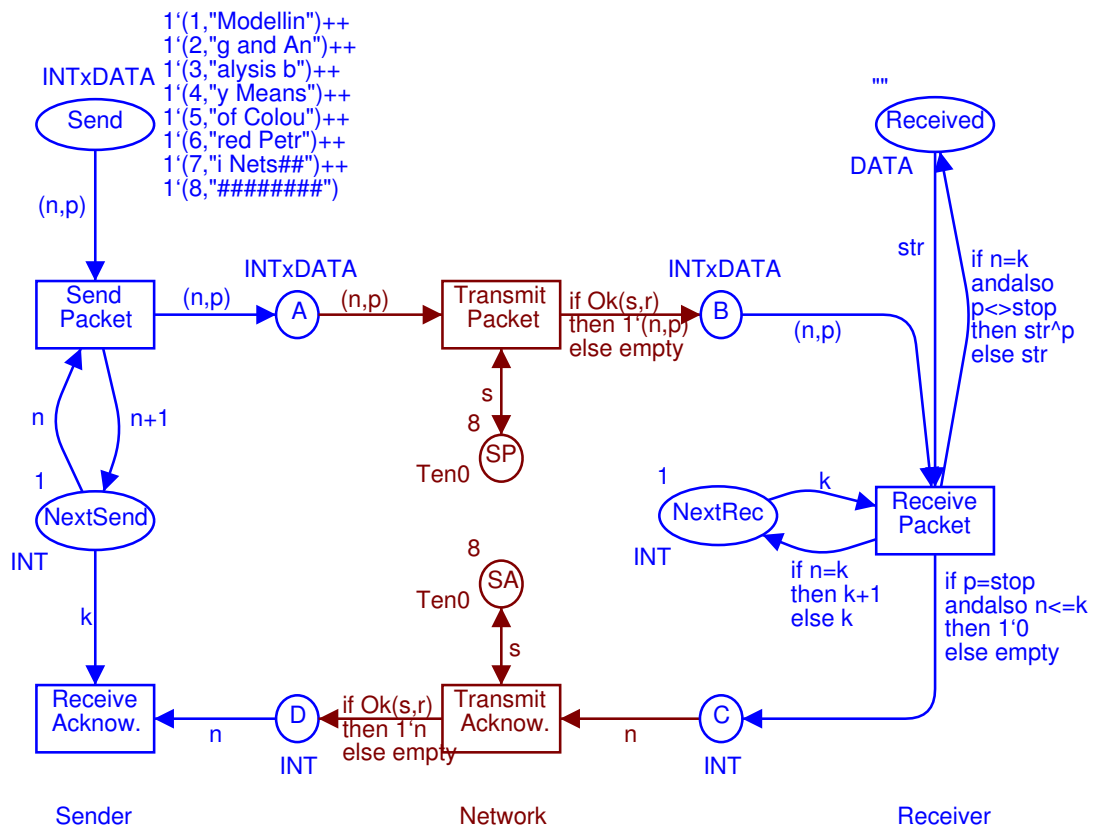 1‘(1,"Modellin")++
1‘(2,"g and An")++
1‘(3,"alysis b")++
1‘(4,"y Means")++
1‘(5,"of Colou")++
1‘(6,"red Petr")++
1‘(7,"i Nets##")++
1‘(8,"########")
INTxDATA
Send
""
Received
DATA
(n,p)
str
if n=k
andalso
p<>stop
then str^p
else str
INTxDATA
INTxDATA
Send
Packet
(n,p)
A
(n,p)
Transmit
Packet
if Ok(s,r)
then 1‘(n,p)
else empty
B
(n,p)
n
n+1
s
8
SP
Ten0
1
NextSend
INT
1
NextRec
INT
k
Receive
Packet
if n=k
then k+1
else k
if p=stop
andalso n<=k
then 1‘0
else empty
8
SA
Ten0
s
k
Receive
Acknow.
n
D
INT
if Ok(s,r)
then 1‘n
else empty
Transmit
Acknow.
n
C
INT
Sender
Network
Receiver